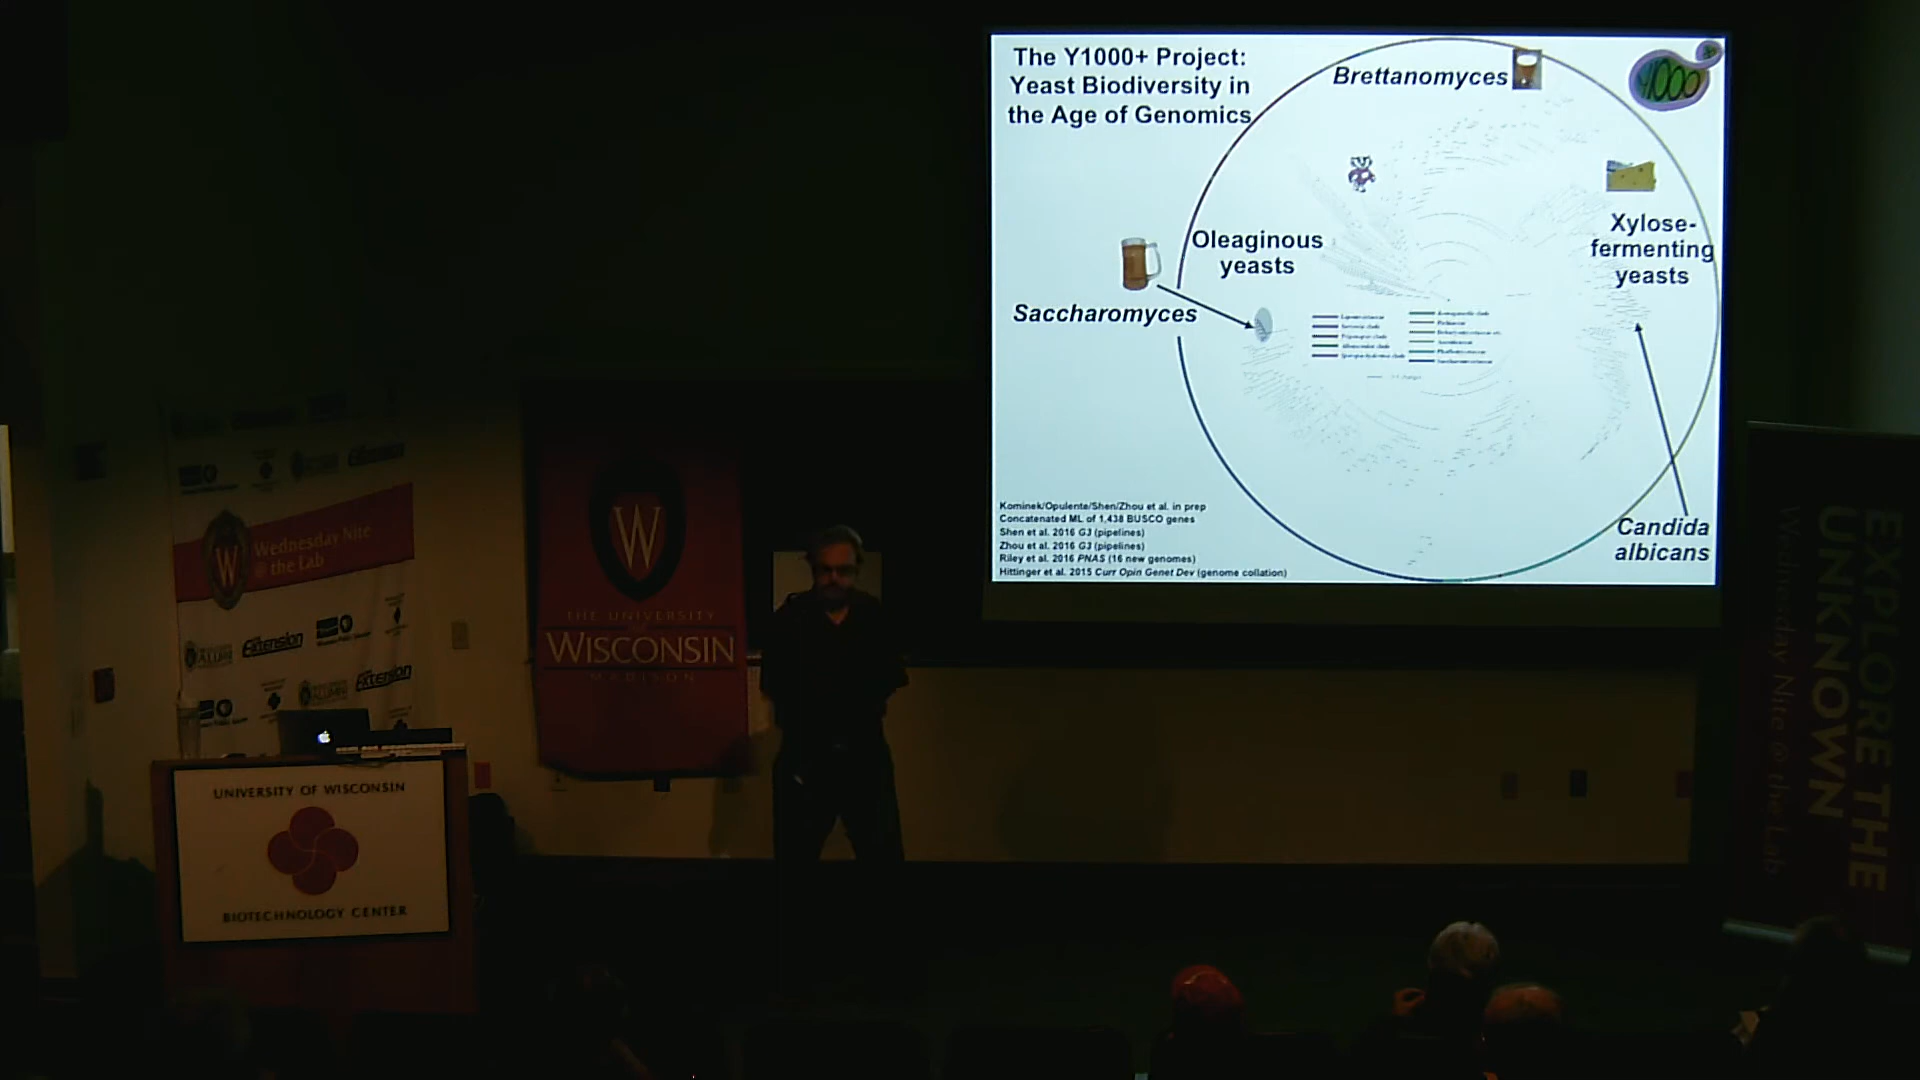 The Y1000+ Project:
Yeast Biodiversity in
the Age of Genomics
Brettanomyces
Y1000
Oleaginous
yeasts
Xylose-
fermenting
yeasts
Saccharomyces
Candida
albicans
Kominek/Opulente/Shen/Zhou et al. in prep
Concatenated ML of 1,438 BUSCO genes
Shen et al. 2016 G3 (pipelines)
Zhou et al. 2016 G3 (pipelines)
Riley et al. 2016 PNAS (16 new genomes)
Hittinger et al. 2015 Curr Opin Genet Dev (genome collation)
W
Wednesday Nite
@ the Lab
Extension
ALUMNI
Extension
W
THE UNIVERSITY
WISCONSIN
MADISON
UNIVERSITY OF WISCONSIN
BIOTECHNOLOGY CENTER
EXPLORE THE
UNKNOWN
Wednesday Nite @ the Lab